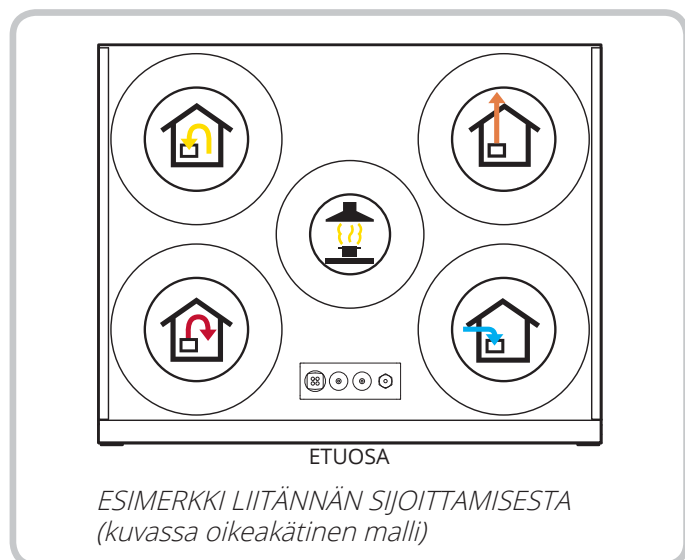 ETUOSA
ESIMERKKI LIITÄNNÄN SIJOITTAMISESTA
(kuvassa oikeakätinen malli)